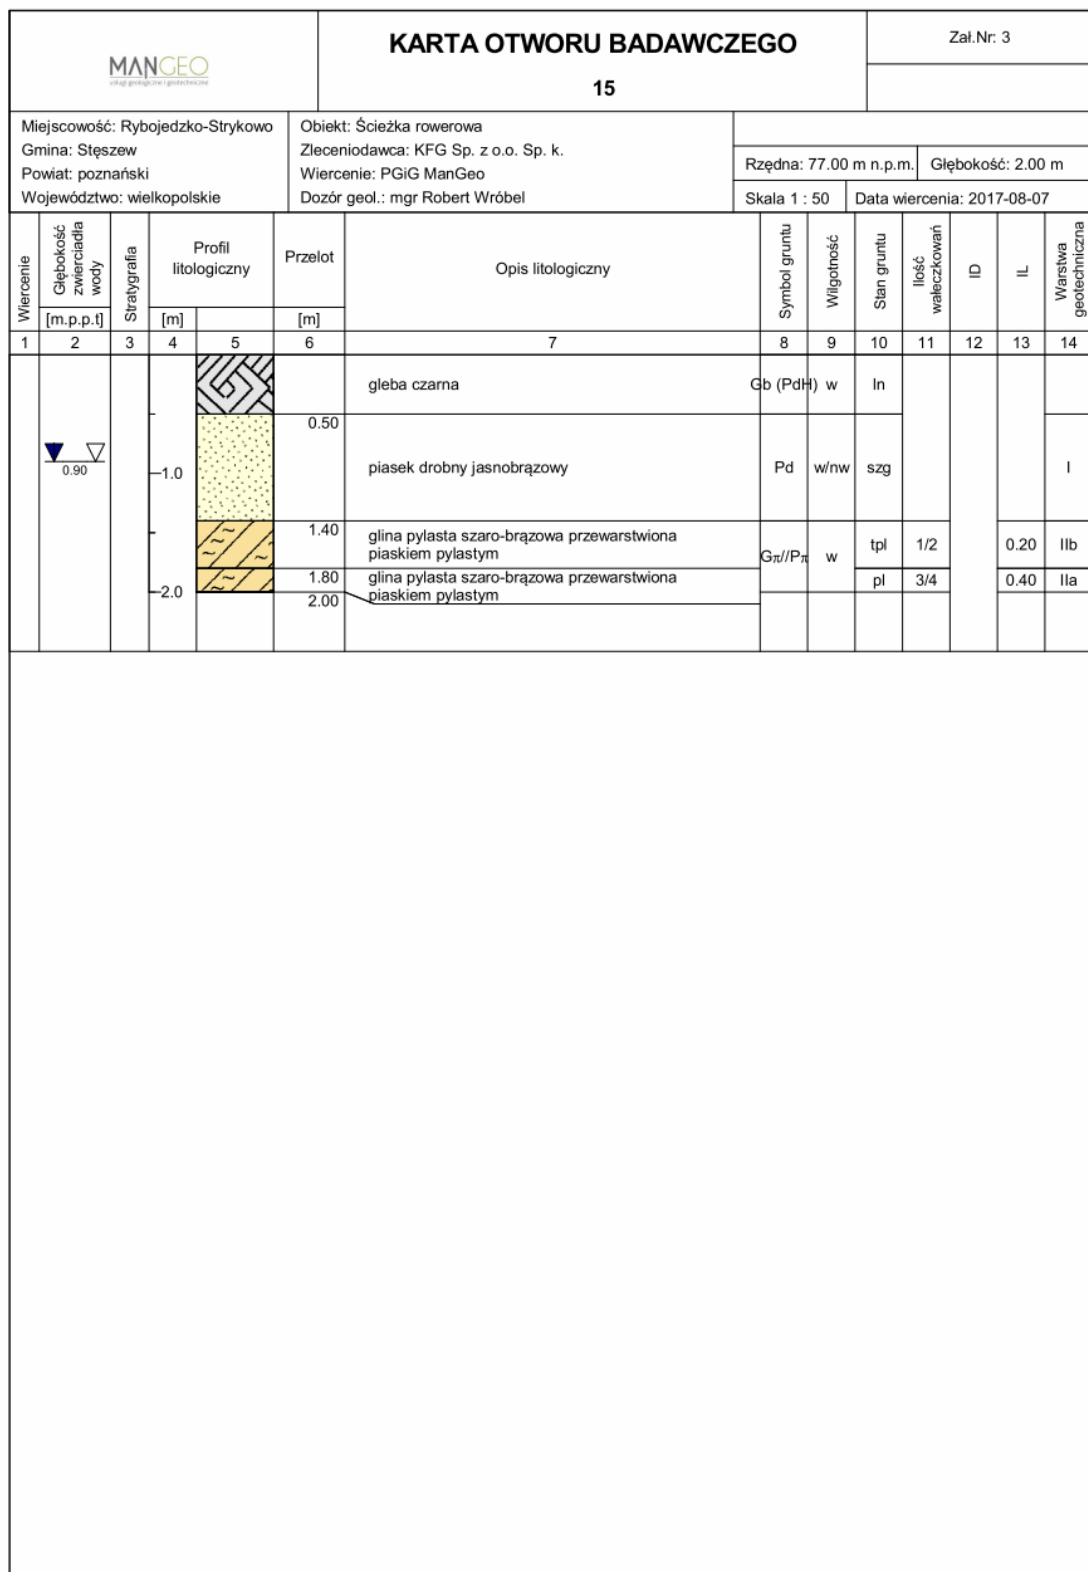 MANGEO
usługi geologiczne i geotechniczne
KARTA OTWORU BADAWCZEGO
15
Zał.Nr: 3
Miejscowość: Rybojedzko-Strykowo
Gmina: Stęszew
Powiat: poznański
Województwo: wielkopolskie
Obiekt: Ścieżka rowerowa
Zleceniodawca: KFG Sp. z o.o. Sp. k.
Wiercenie: PGiG ManGeo
Dozór geol.: mgr Robert Wróbel
Rzędna: 77.00 m n.p.m. Głębokość: 2.00 m
Skala 1 : 50 Data wiercenia: 2017-08-07
Wiercenie
Głębokość zwierciadła wody
[m.p.p.t]
Stratygrafia
Profil litologiczny
[m]
Przelot
[m]
Opis litologiczny
Symbol gruntu
Wilgotność
Stan gruntu
Ilość wałeczkowań
ID
IL
Warstwa geotechniczna
1 2 3 4 5 6 7 8 9 10 11 12 13 14
gleba czarna Gb (PdH) w ln
0.50
0.90
1.0
piasek drobny jasnobrązowy Pd w/nw szg I
1.40
glina pylasta szaro-brązowa przewarstwiona
piaskiem pylastym
Gπ//Pπ w tpl 1/2 0.20 IIb
1.80
glina pylasta szaro-brązowa przewarstwiona
piaskiem pylastym
pl 3/4 0.40 IIa
2.0
2.00